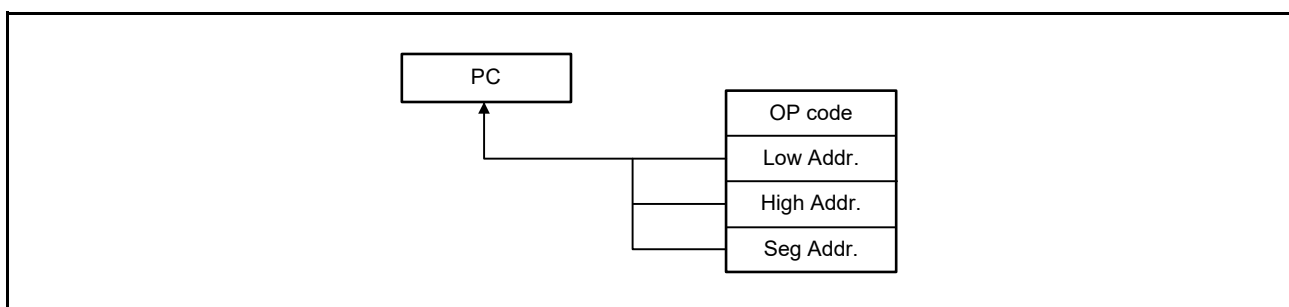 PC
OP code
Low Addr.
High Addr.
Seg Addr.